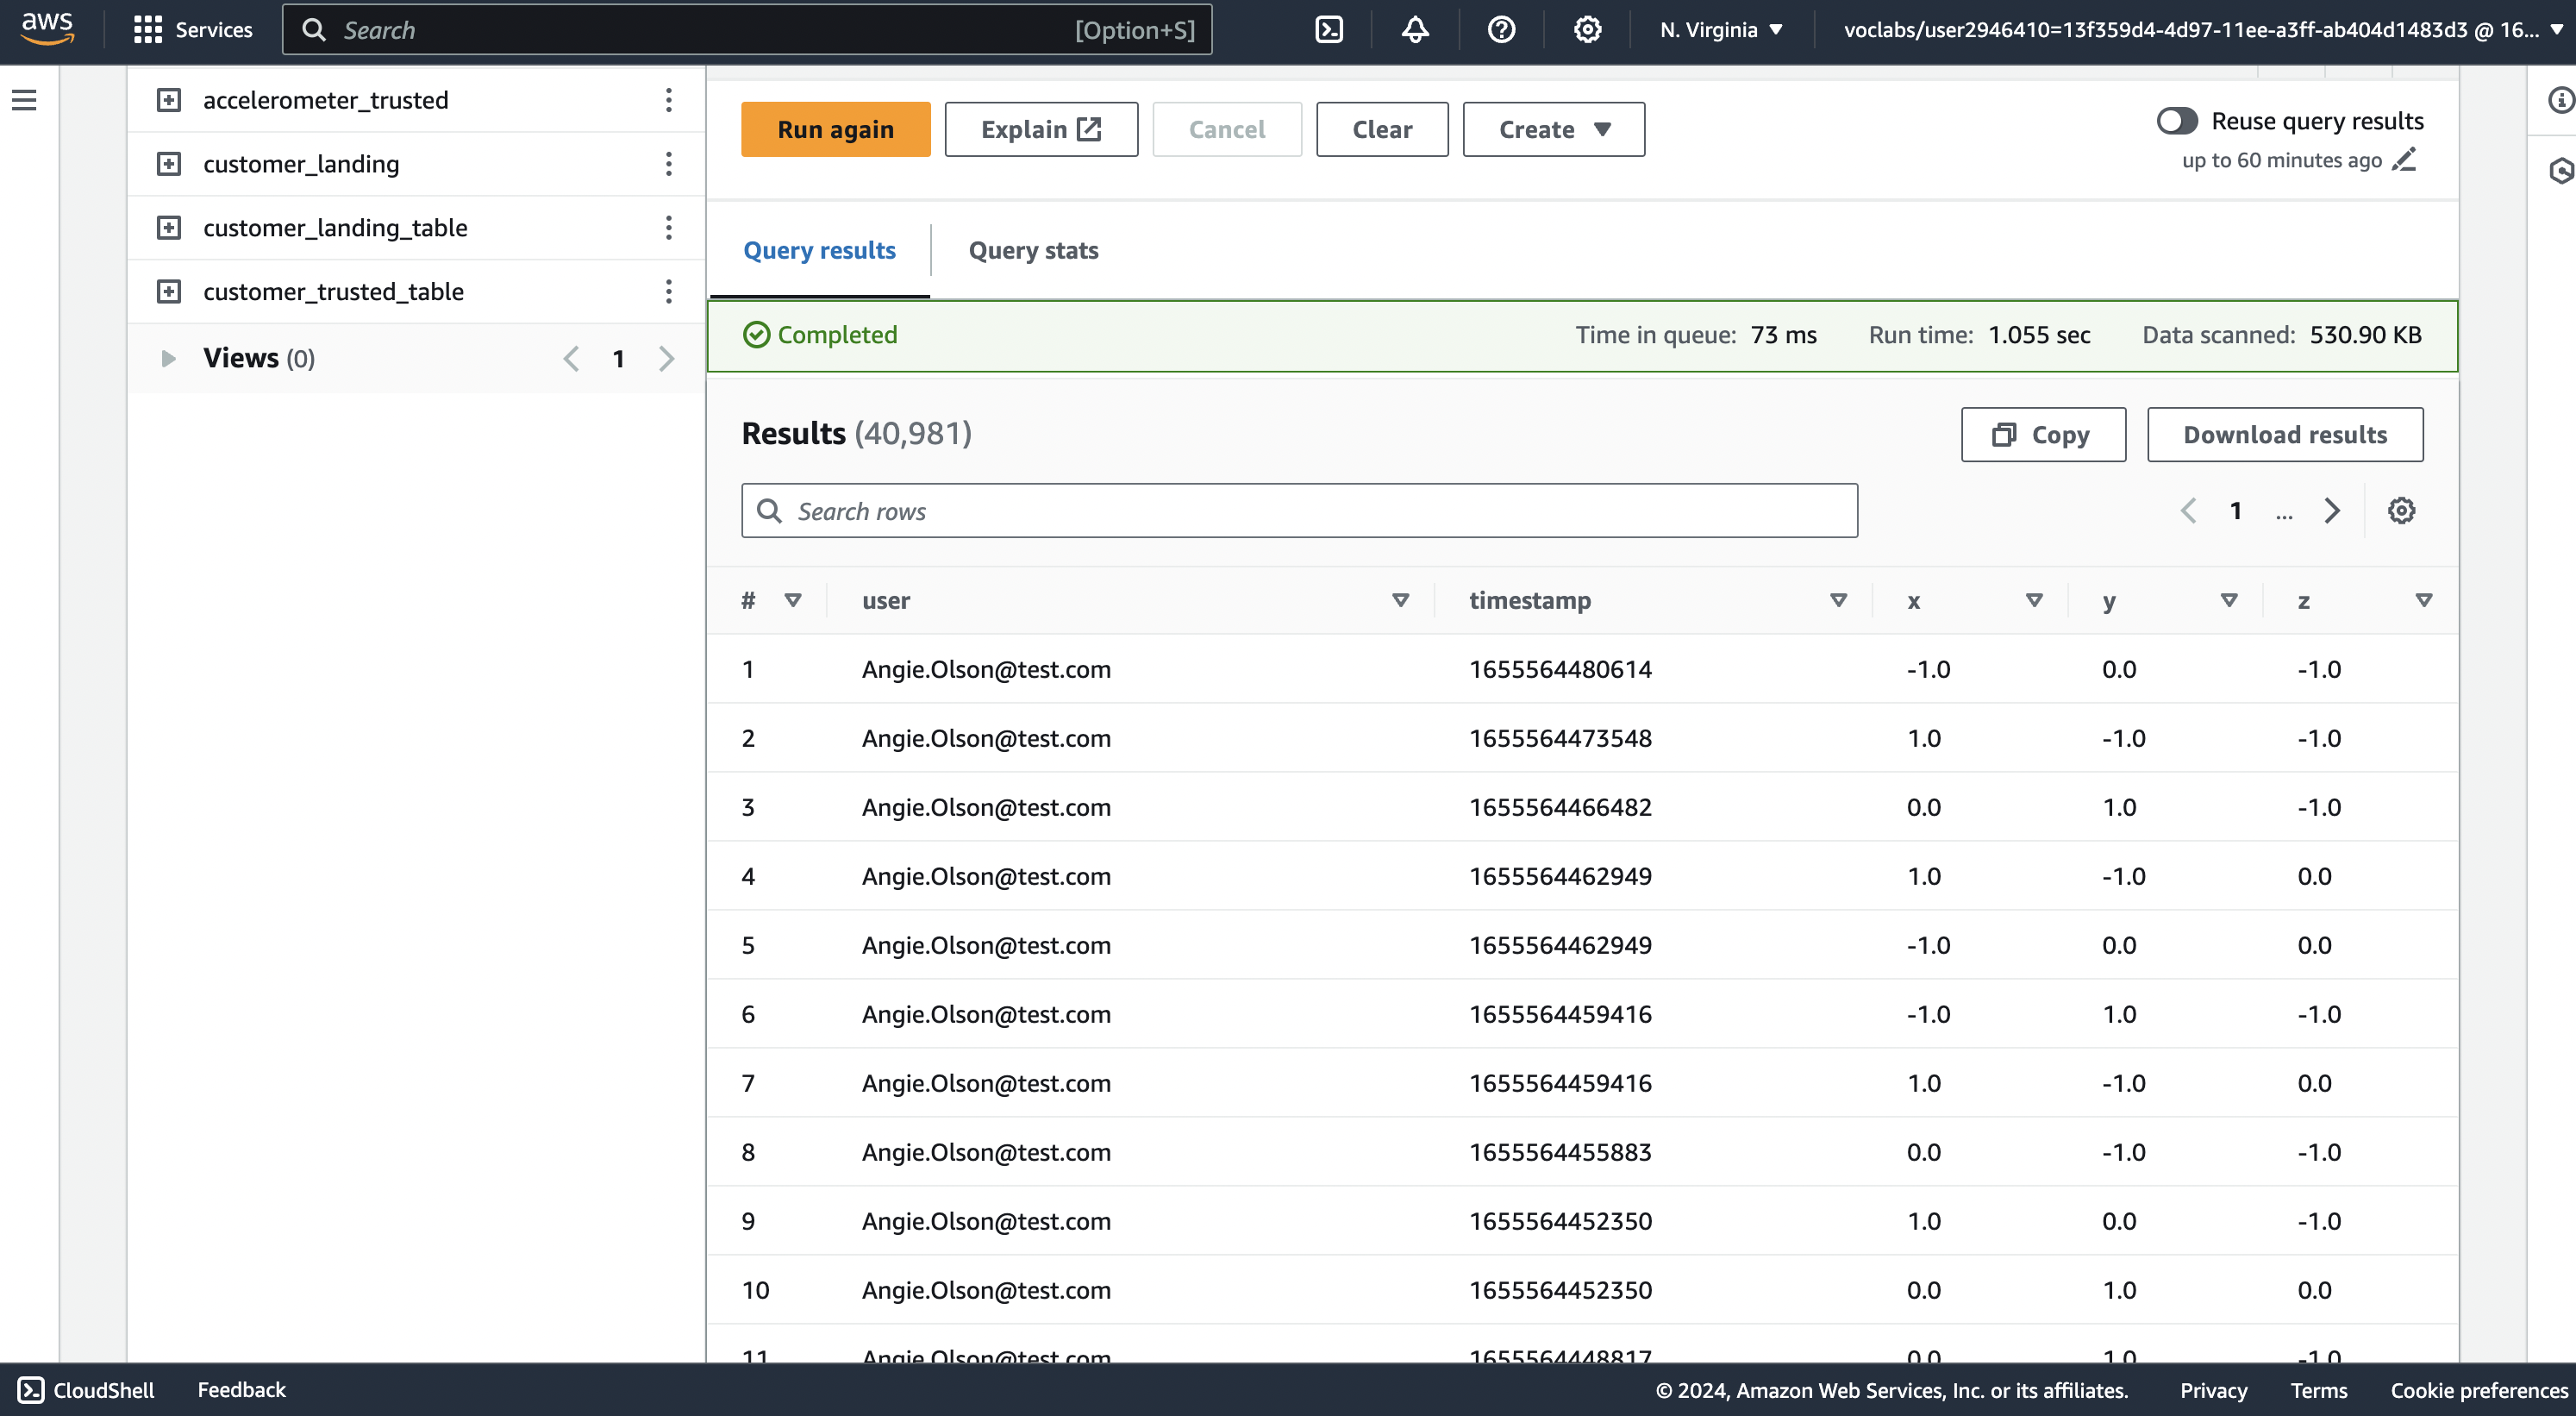 aws
Services
Search
[Option+S]
N. Virginia
voclabs/user2946410=13f359d4-4d97-11ee-a3ff-ab404d1483d3 @ 16...
accelerometer_trusted
customer_landing
customer_landing_table
customer_trusted_table
Views (0)
1
Run again
Explain
Cancel
Clear
Create
Reuse query results
up to 60 minutes ago
Query results
Query stats
Completed
Time in queue: 73 ms
Run time: 1.055 sec
Data scanned: 530.90 KB
Results (40,981)
Copy
Download results
Search rows
1 ...
# user timestamp x y z
1 Angie.Olson@test.com 1655564480614 -1.0 0.0 -1.0
2 Angie.Olson@test.com 1655564473548 1.0 -1.0 -1.0
3 Angie.Olson@test.com 1655564466482 0.0 1.0 -1.0
4 Angie.Olson@test.com 1655564462949 1.0 -1.0 0.0
5 Angie.Olson@test.com 1655564462949 -1.0 0.0 0.0
6 Angie.Olson@test.com 1655564459416 -1.0 1.0 -1.0
7 Angie.Olson@test.com 1655564459416 1.0 -1.0 0.0
8 Angie.Olson@test.com 1655564455883 0.0 -1.0 -1.0
9 Angie.Olson@test.com 1655564452350 1.0 0.0 -1.0
10 Angie.Olson@test.com 1655564452350 0.0 1.0 0.0
11 Angie.Olson@test.com 1655564448817 0.0 1.0 -1.0
CloudShell
Feedback
© 2024, Amazon Web Services, Inc. or its affiliates.
Privacy
Terms
Cookie preferences